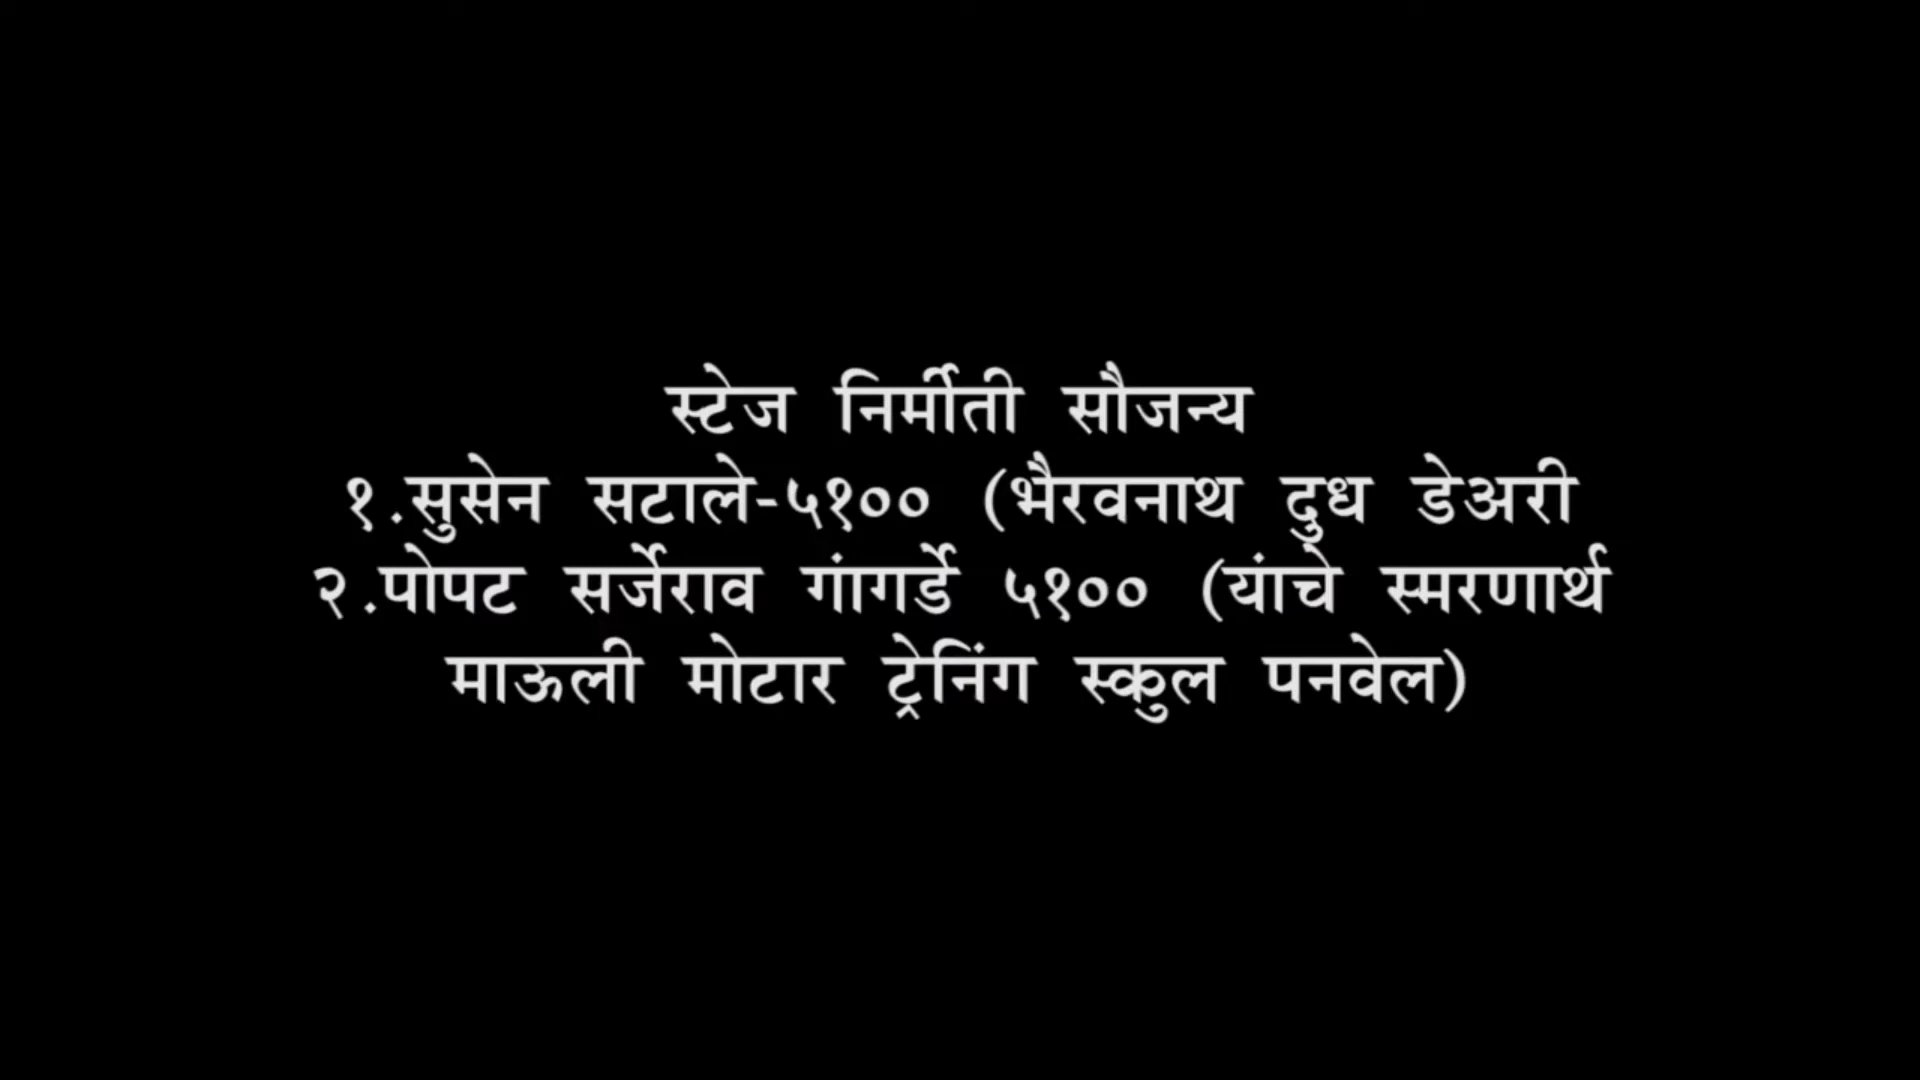 स्टेज निर्मीती सौजन्य
१.सुसेन सटाले-५१०० (भैरवनाथ दुध डेअरी
२.पोपट सर्जेराव गांगर्डे ५१०० (यांचे स्मरणार्थ
माऊली मोटार ट्रेनिंग स्कुल पनवेल)